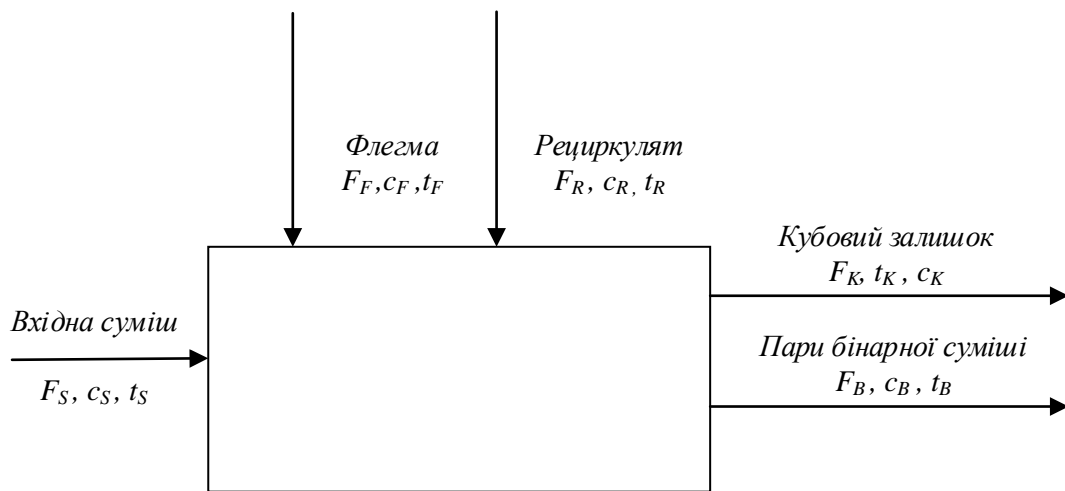 Флегма
F_F ,c_F ,t_F
Рециркулят
F_R, c_R , t_R
Кубовий залишок
F_K, t_K , c_K
Вхідна суміш
F_S , c_S, t_S
Пари бінарної суміші
F_B , c_B , t_B